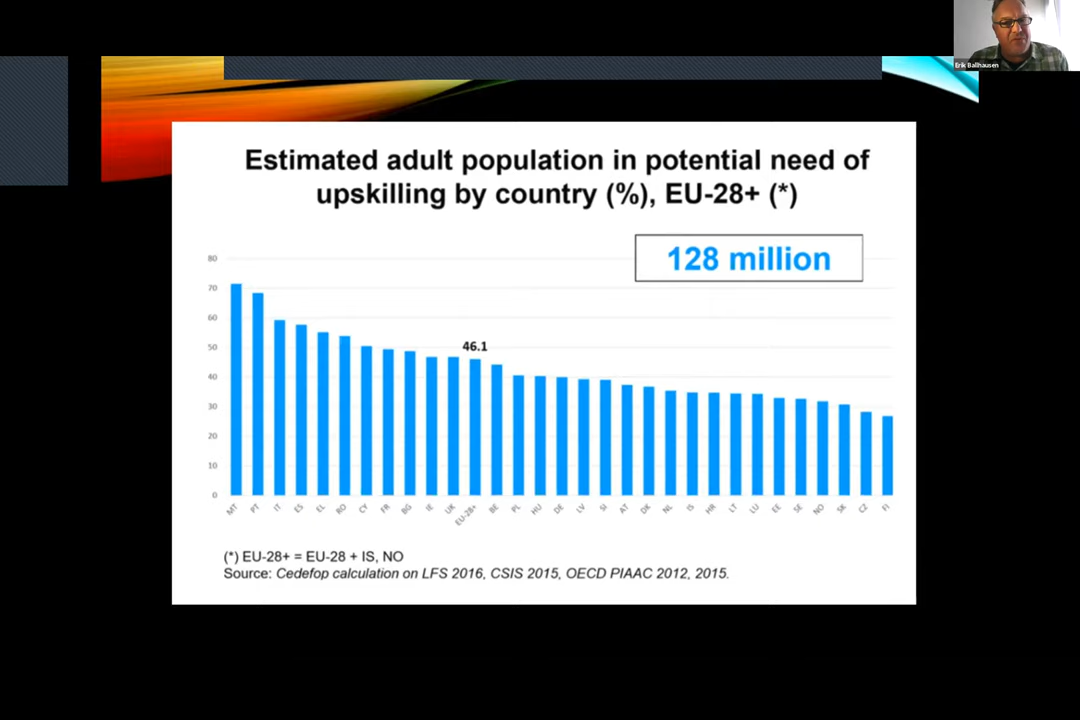 Erik Ballhausen
Estimated adult population in potential need of
upskilling by country (%), EU-28+ (*)
128 million
80
70
60
50
40
30
20
10
0
46.1
MT PT IT ES EL RO CY FR BG IE UK EU-28+ BE PL HU DE LV SI AT DK NL IS HR LT LU EE SE NO SK CZ FI
(*) EU-28+ = EU-28 + IS, NO
Source: Cedefop calculation on LFS 2016, CSIS 2015, OECD PIAAC 2012, 2015.